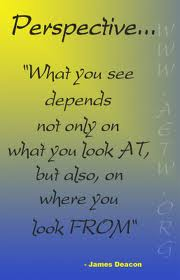 Perspective...
"What you see
depends
not only on
what you look AT,
but also, on
where you
look FROM"
- James Deacon
WWW.AETW.ORG